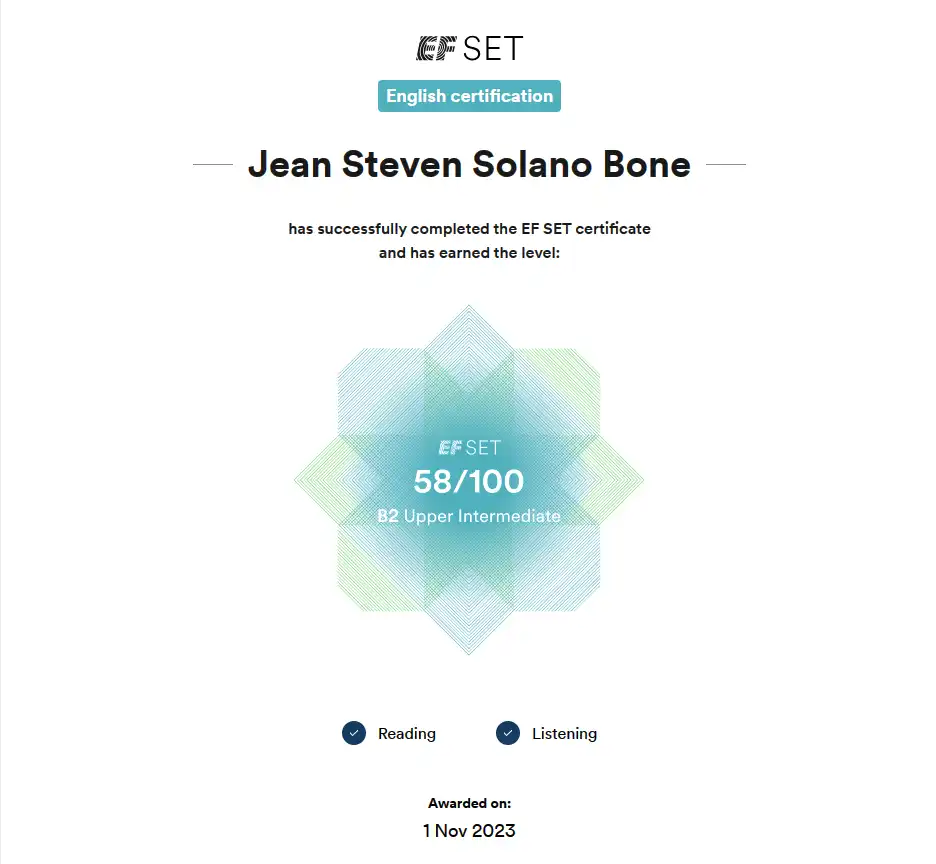 EF SET
English certification
Jean Steven Solano Bone
has successfully completed the EF SET certificate
and has earned the level:
EF SET
58/100
B2 Upper Intermediate
Reading Listening
Awarded on:
1 Nov 2023